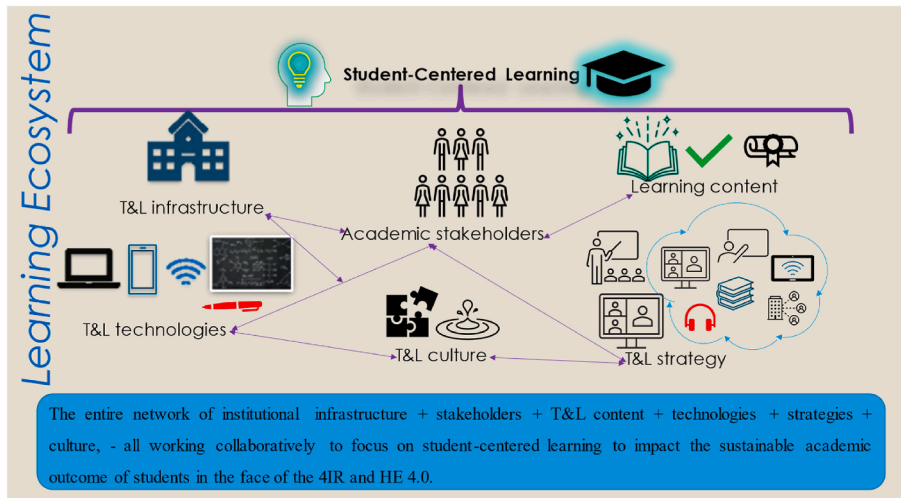 Learning Ecosystem
Student-Centered Learning
T&L infrastructure
Academic stakeholders
Learning content
T&L technologies
T&L culture
T&L strategy
The entire network of institutional infrastructure + stakeholders + T&L content + technologies + strategies +
culture, - all working collaboratively to focus on student-centered learning to impact the sustainable academic
outcome of students in the face of the 4IR and HE 4.0.